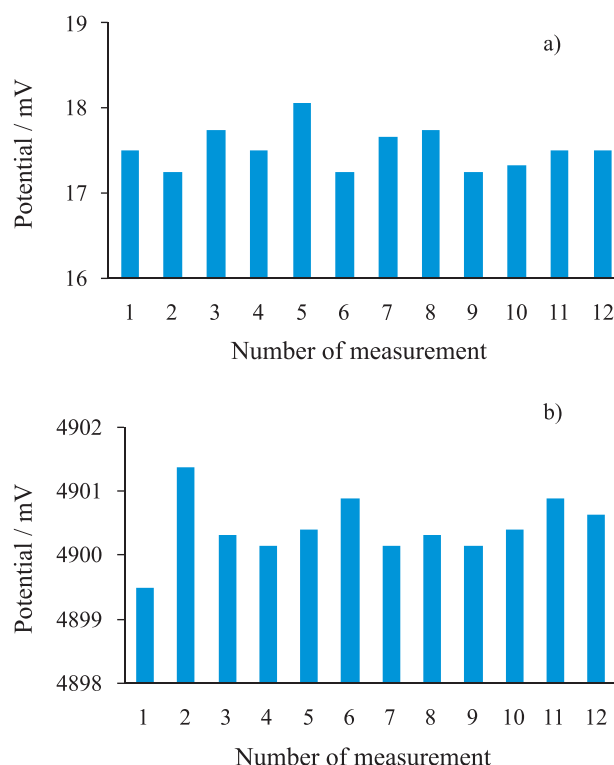 a)
Potential / mV
19
18
17
16
1 2 3 4 5 6 7 8 9 10 11 12
Number of measurement
b)
Potential / mV
4902
4901
4900
4899
4898
1 2 3 4 5 6 7 8 9 10 11 12
Number of measurement